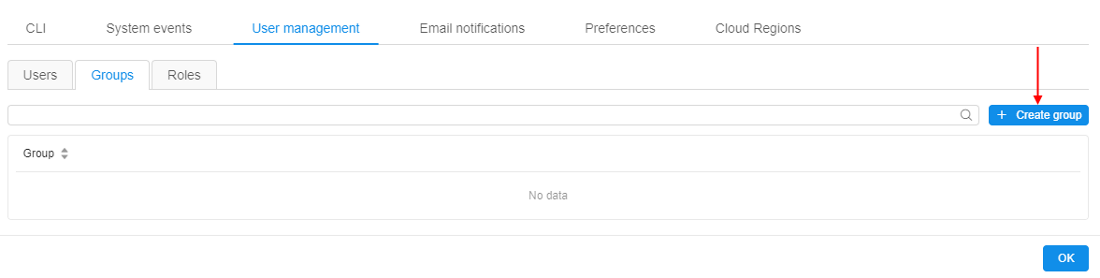 CLI System events User management Email notifications Preferences Cloud Regions
Users Groups Roles
+ Create group
Group
No data
OK